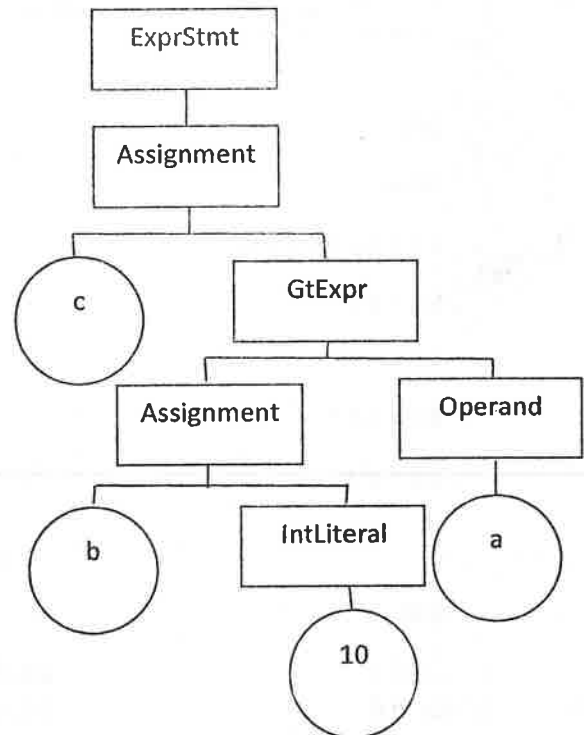 ExprStmt
Assignment
c
GtExpr
Assignment
Operand
b
IntLiteral
a
10